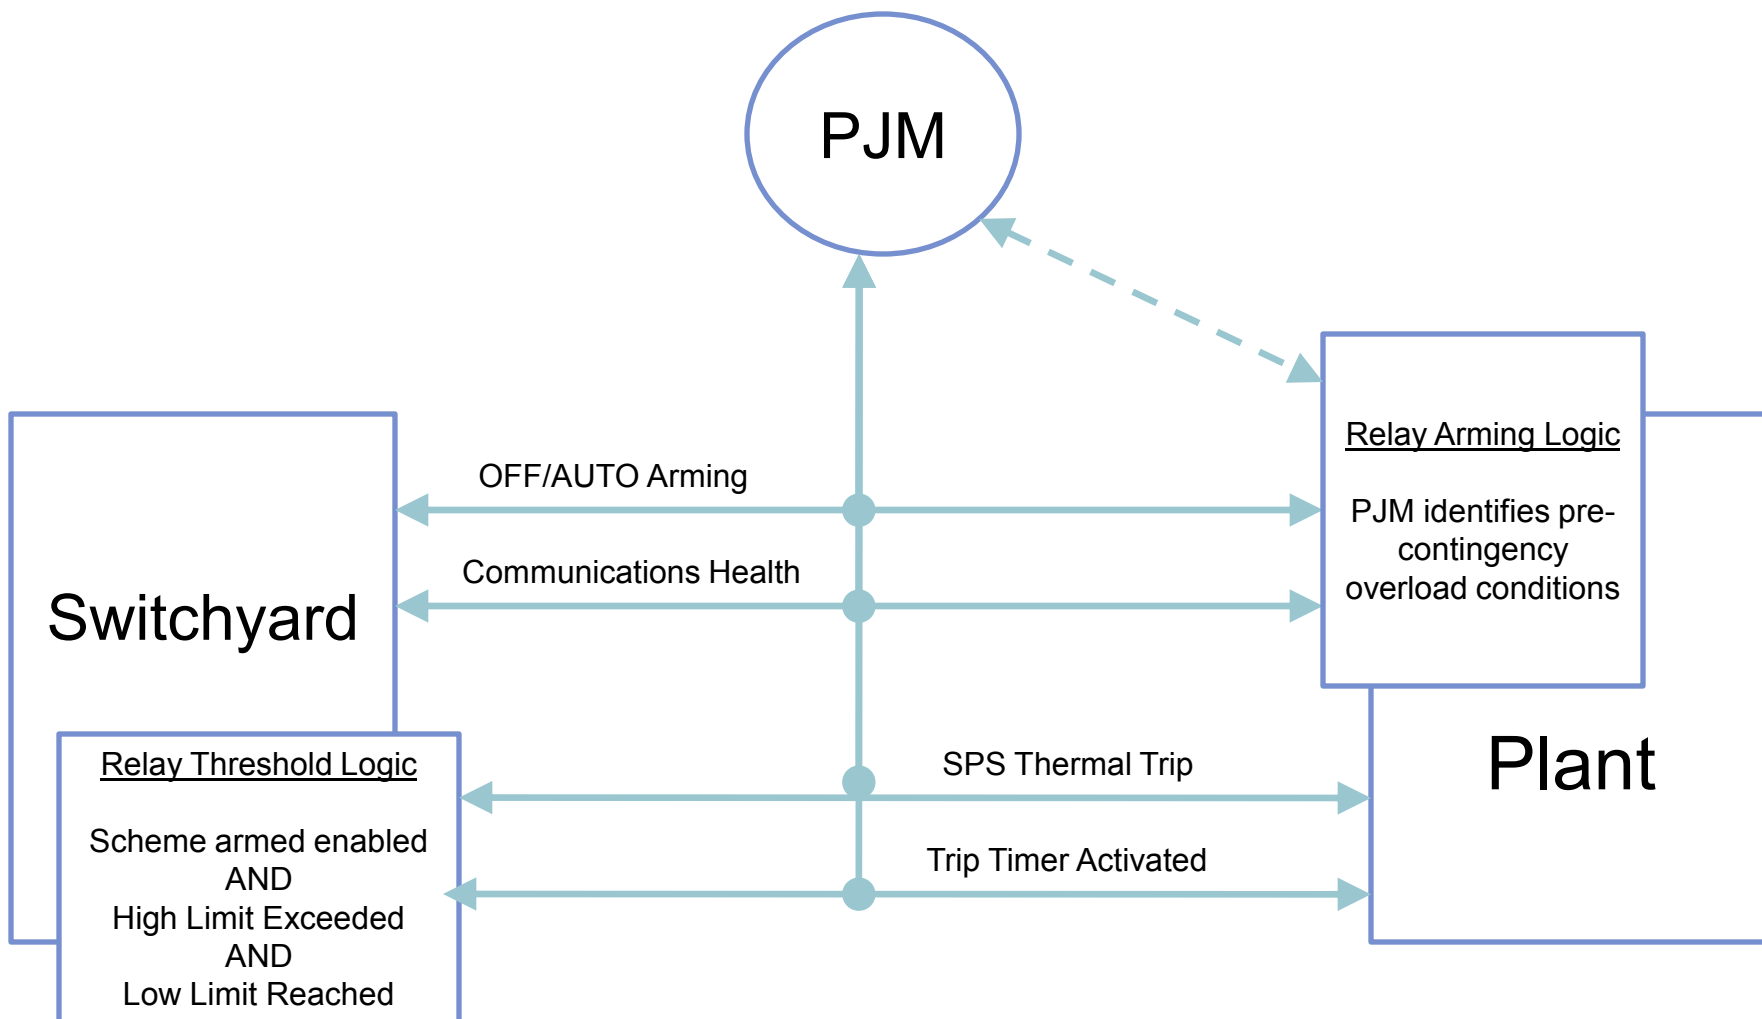 PJM
Relay Arming Logic
PJM identifies pre-
contingency
overload conditions
OFF/AUTO Arming
Communications Health
Switchyard
Plant
SPS Thermal Trip
Trip Timer Activated
Relay Threshold Logic
Scheme armed enabled
AND
High Limit Exceeded
AND
Low Limit Reached